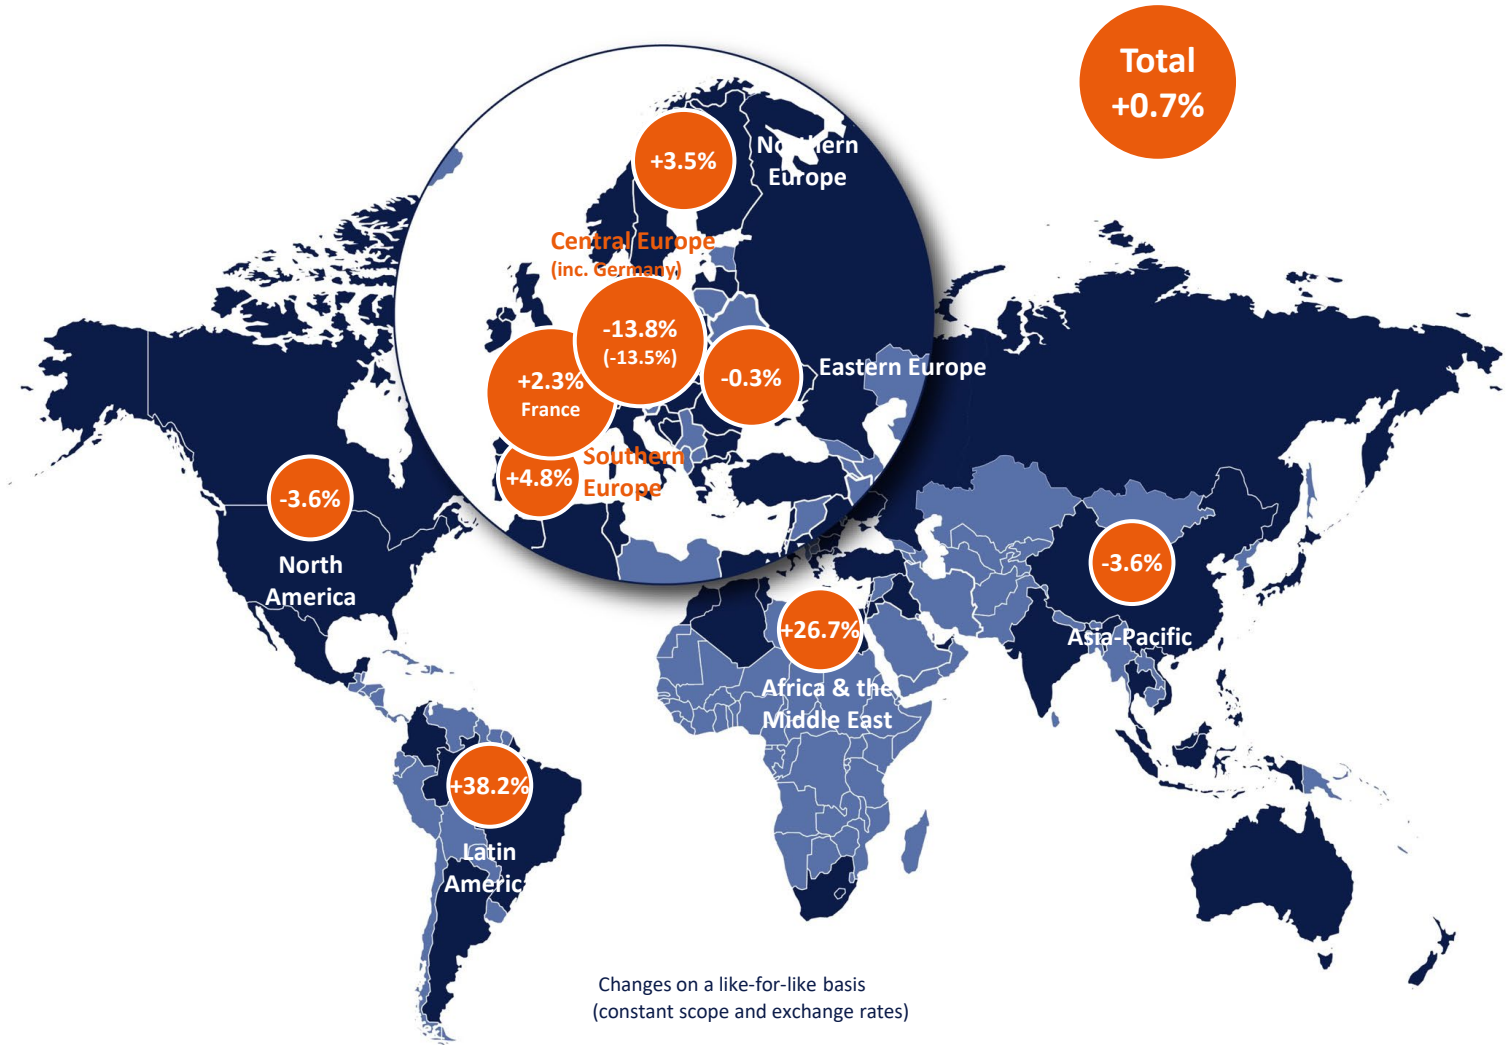 Total
+0.7%
+3.5%
Northern
Europe
Central Europe
(inc. Germany)
-13.8%
(-13.5%)
+2.3%
France
-0.3%
Eastern Europe
+4.8%
Southern
Europe
-3.6%
North
America
-3.6%
Asia-Pacific
+26.7%
Africa & the
Middle East
+38.2%
Latin
America
Changes on a like-for-like basis
(constant scope and exchange rates)